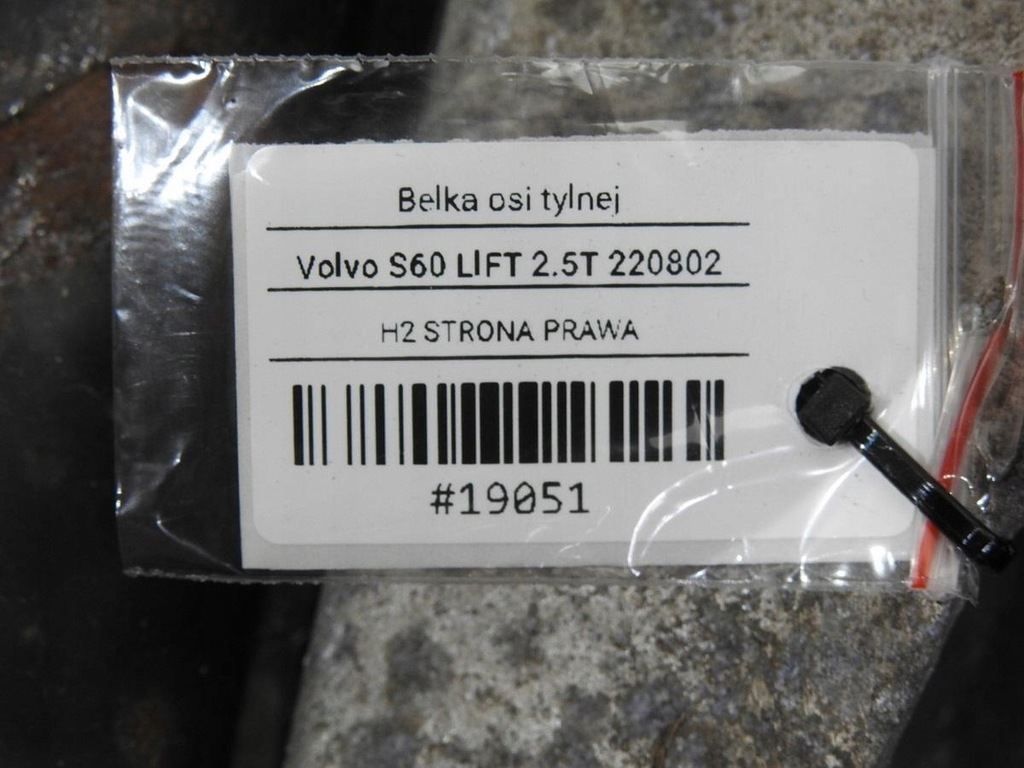 Belka osi tylnej
Volvo S60 LIFT 2.5T 220802
H2 STRONA PRAWA
#19051